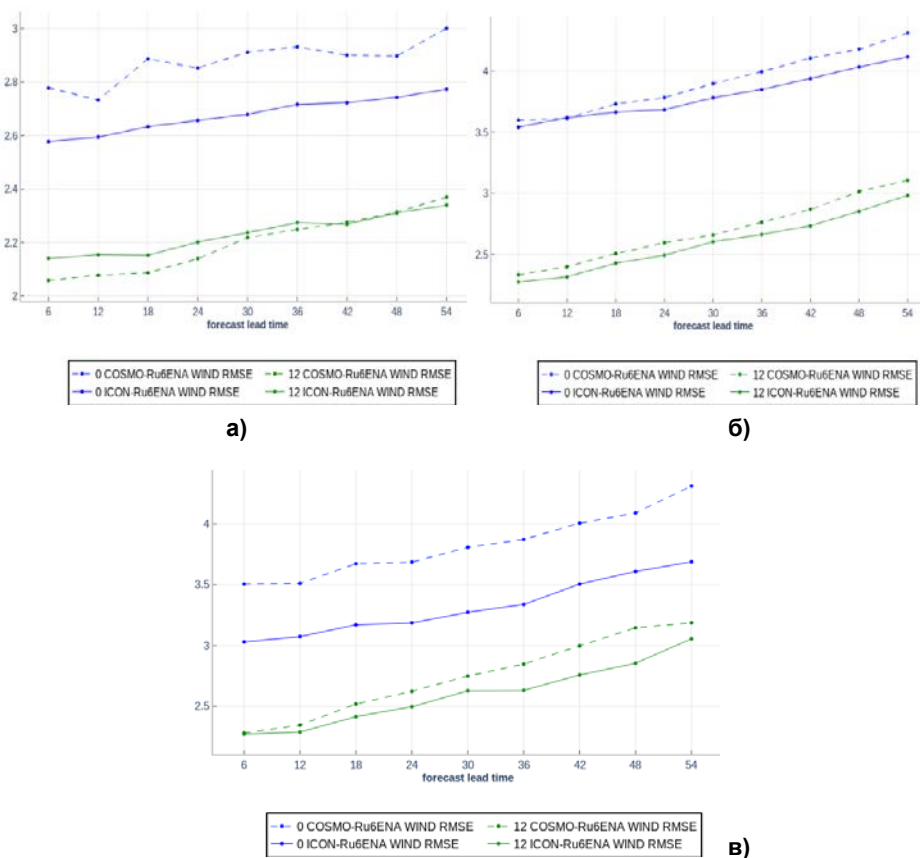 3
2.8
2.6
2.4
2.2
2
6 12 18 24 30 36 42 48 54
forecast lead time
0 COSMO-Ru6ENA WIND RMSE 12 COSMO-Ru6ENA WIND RMSE
0 ICON-Ru6ENA WIND RMSE 12 ICON-Ru6ENA WIND RMSE
а)
4
3.5
3
2.5
6 12 18 24 30 36 42 48 54
forecast lead time
0 COSMO-Ru6ENA WIND RMSE 12 COSMO-Ru6ENA WIND RMSE
0 ICON-Ru6ENA WIND RMSE 12 ICON-Ru6ENA WIND RMSE
б)
4
3.5
3
2.5
6 12 18 24 30 36 42 48 54
forecast lead time
0 COSMO-Ru6ENA WIND RMSE 12 COSMO-Ru6ENA WIND RMSE
0 ICON-Ru6ENA WIND RMSE 12 ICON-Ru6ENA WIND RMSE
в)